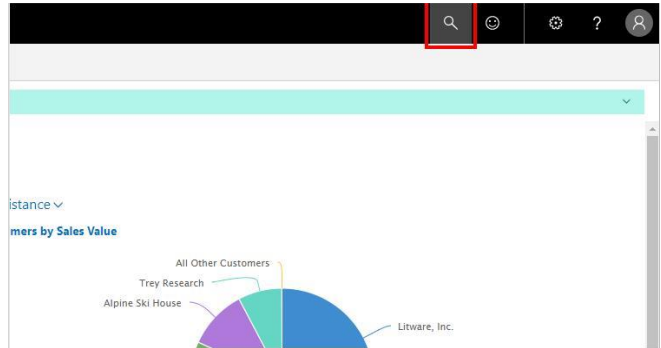 ?
istance
mers by Sales Value
All Other Customers
Trey Research
Alpine Ski House
Litware, Inc.